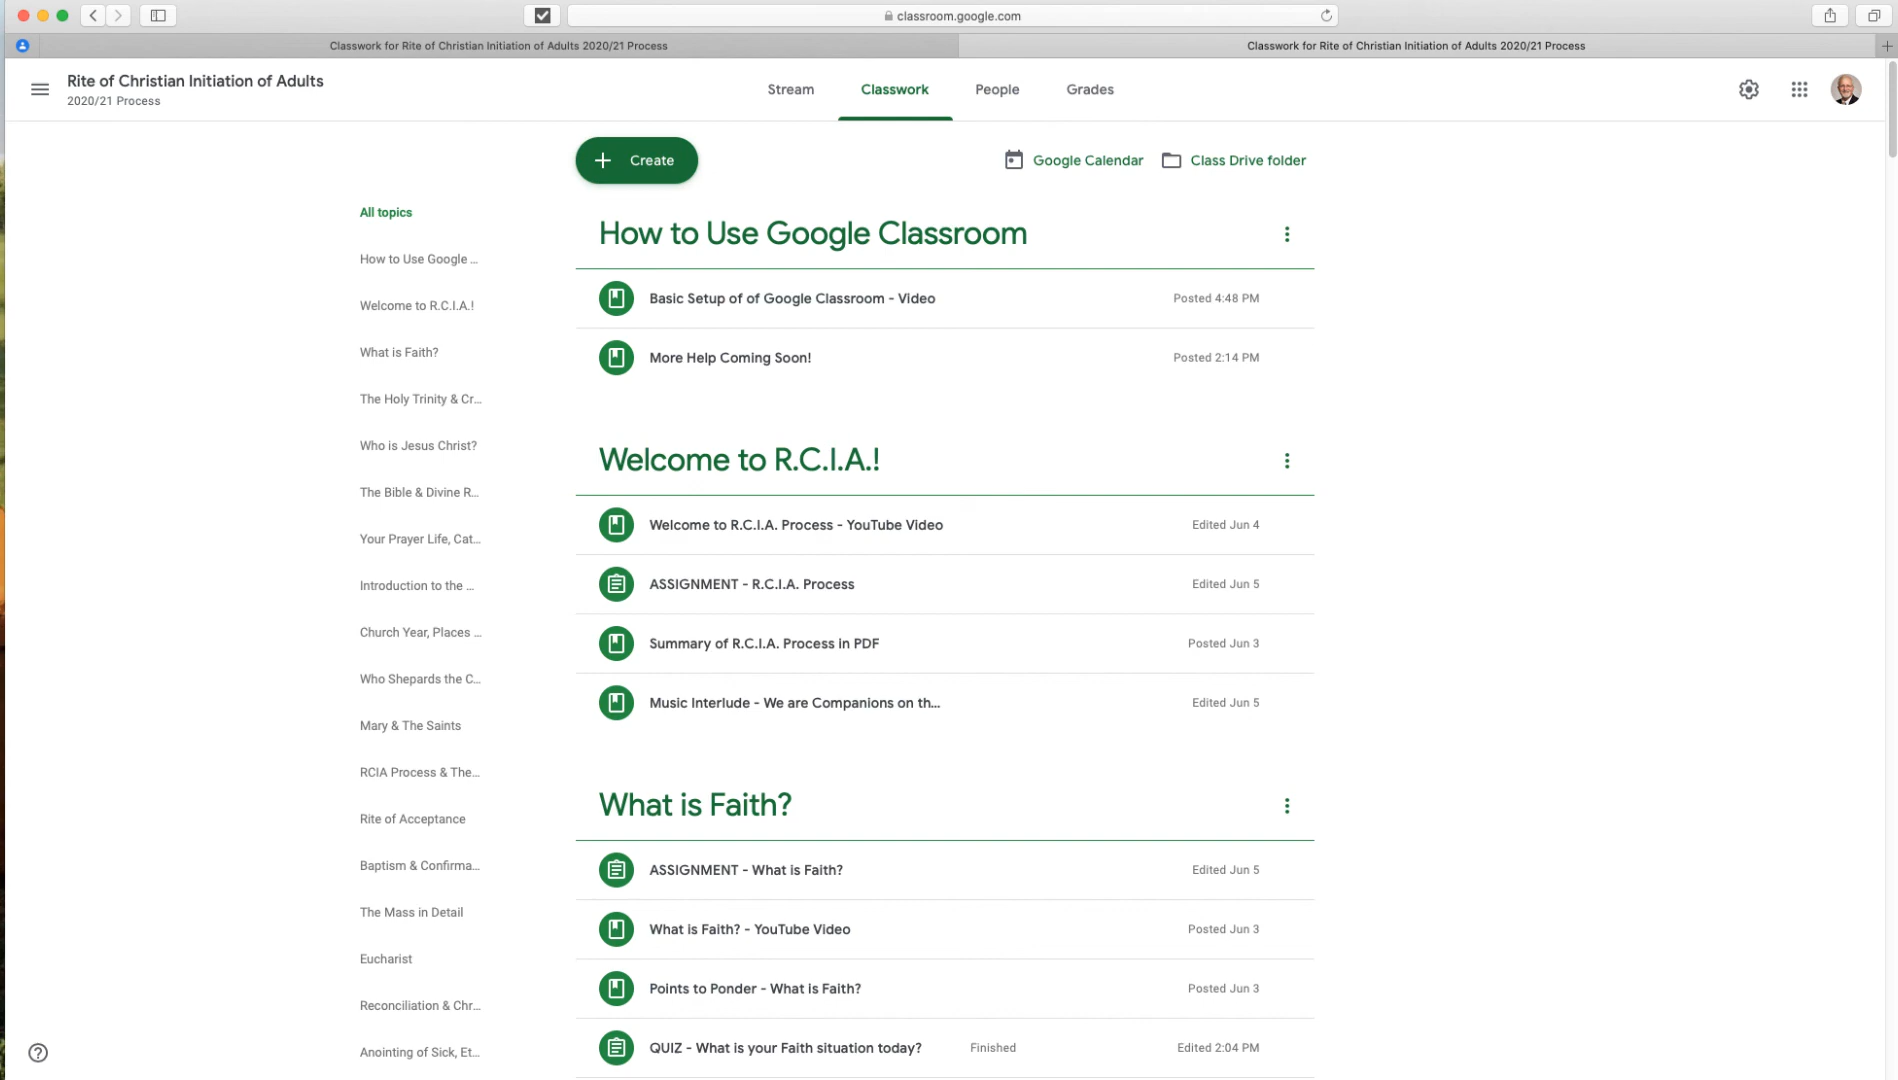 classroom.google.com
Classwork for Rite of Christian Initiation of Adults 2020/21 Process
Classwork for Rite of Christian Initiation of Adults 2020/21 Process
Rite of Christian Initiation of Adults
2020/21 Process
Stream
Classwork
People
Grades
Create
Google Calendar
Class Drive folder
All topics
How to Use Google ...
Welcome to R.C.I.A.!
What is Faith?
The Holy Trinity & Cr...
Who is Jesus Christ?
The Bible & Divine R...
Your Prayer Life, Cat...
Introduction to the ...
Church Year, Places ...
Who Shepards the C...
Mary & The Saints
RCIA Process & The...
Rite of Acceptance
Baptism & Confirma...
The Mass in Detail
Eucharist
Reconciliation & Chr...
Anointing of Sick, Et...
How to Use Google Classroom
Basic Setup of of Google Classroom - Video
Posted 4:48 PM
More Help Coming Soon!
Posted 2:14 PM
Welcome to R.C.I.A.!
Welcome to R.C.I.A. Process - YouTube Video
Edited Jun 4
ASSIGNMENT - R.C.I.A. Process
Edited Jun 5
Summary of R.C.I.A. Process in PDF
Posted Jun 3
Music Interlude - We are Companions on th...
Edited Jun 5
What is Faith?
ASSIGNMENT - What is Faith?
Edited Jun 5
What is Faith? - YouTube Video
Posted Jun 3
Points to Ponder - What is Faith?
Posted Jun 3
QUIZ - What is your Faith situation today?
Finished
Edited 2:04 PM